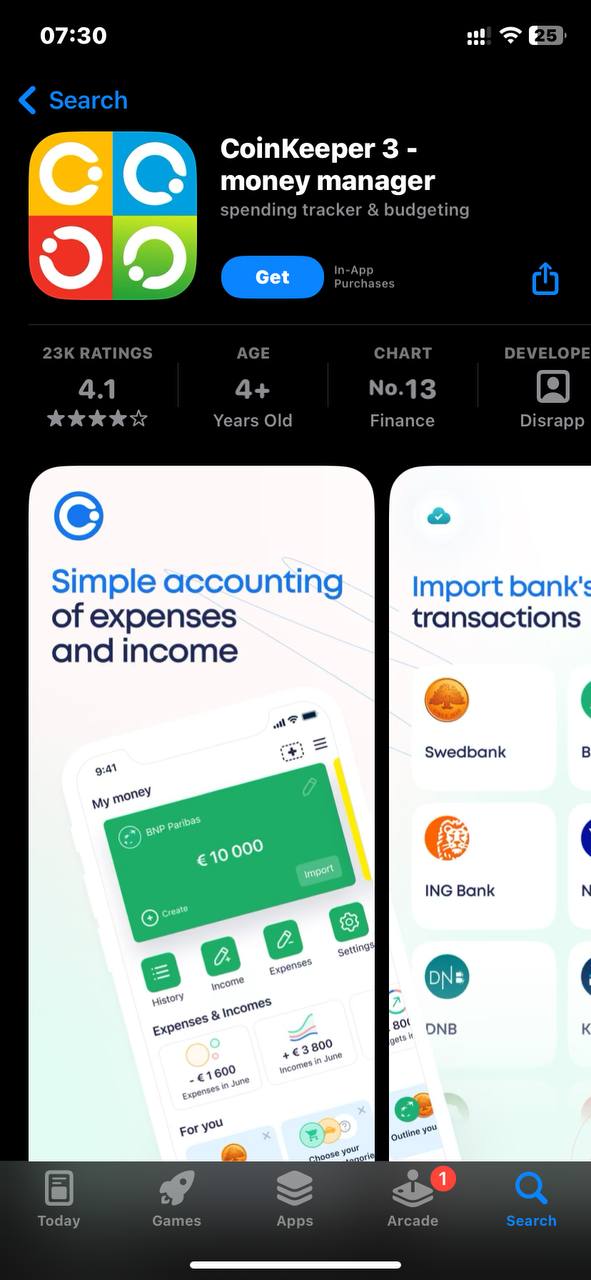 07:30
25
Search
CoinKeeper 3 -
money manager
spending tracker & budgeting
Get
In-App
Purchases
23K RATINGS
4.1
AGE
4+
Years Old
CHART
No.13
Finance
DEVELOPE
Disrapp
Simple accounting
of expenses
and income
9:41
My money
BNP Paribas
€ 10 000
Create
Import
History
Income
Expenses
Settings
Expenses & Incomes
- € 1 600
Expenses in June
+ € 3 800
Incomes in June
For you
Choose your
Import bank's
transactions
Swedbank
B
ING Bank
N
DNB
DNB
K
800
gets i
Outline you
Today
Games
Apps
Arcade
1
Search